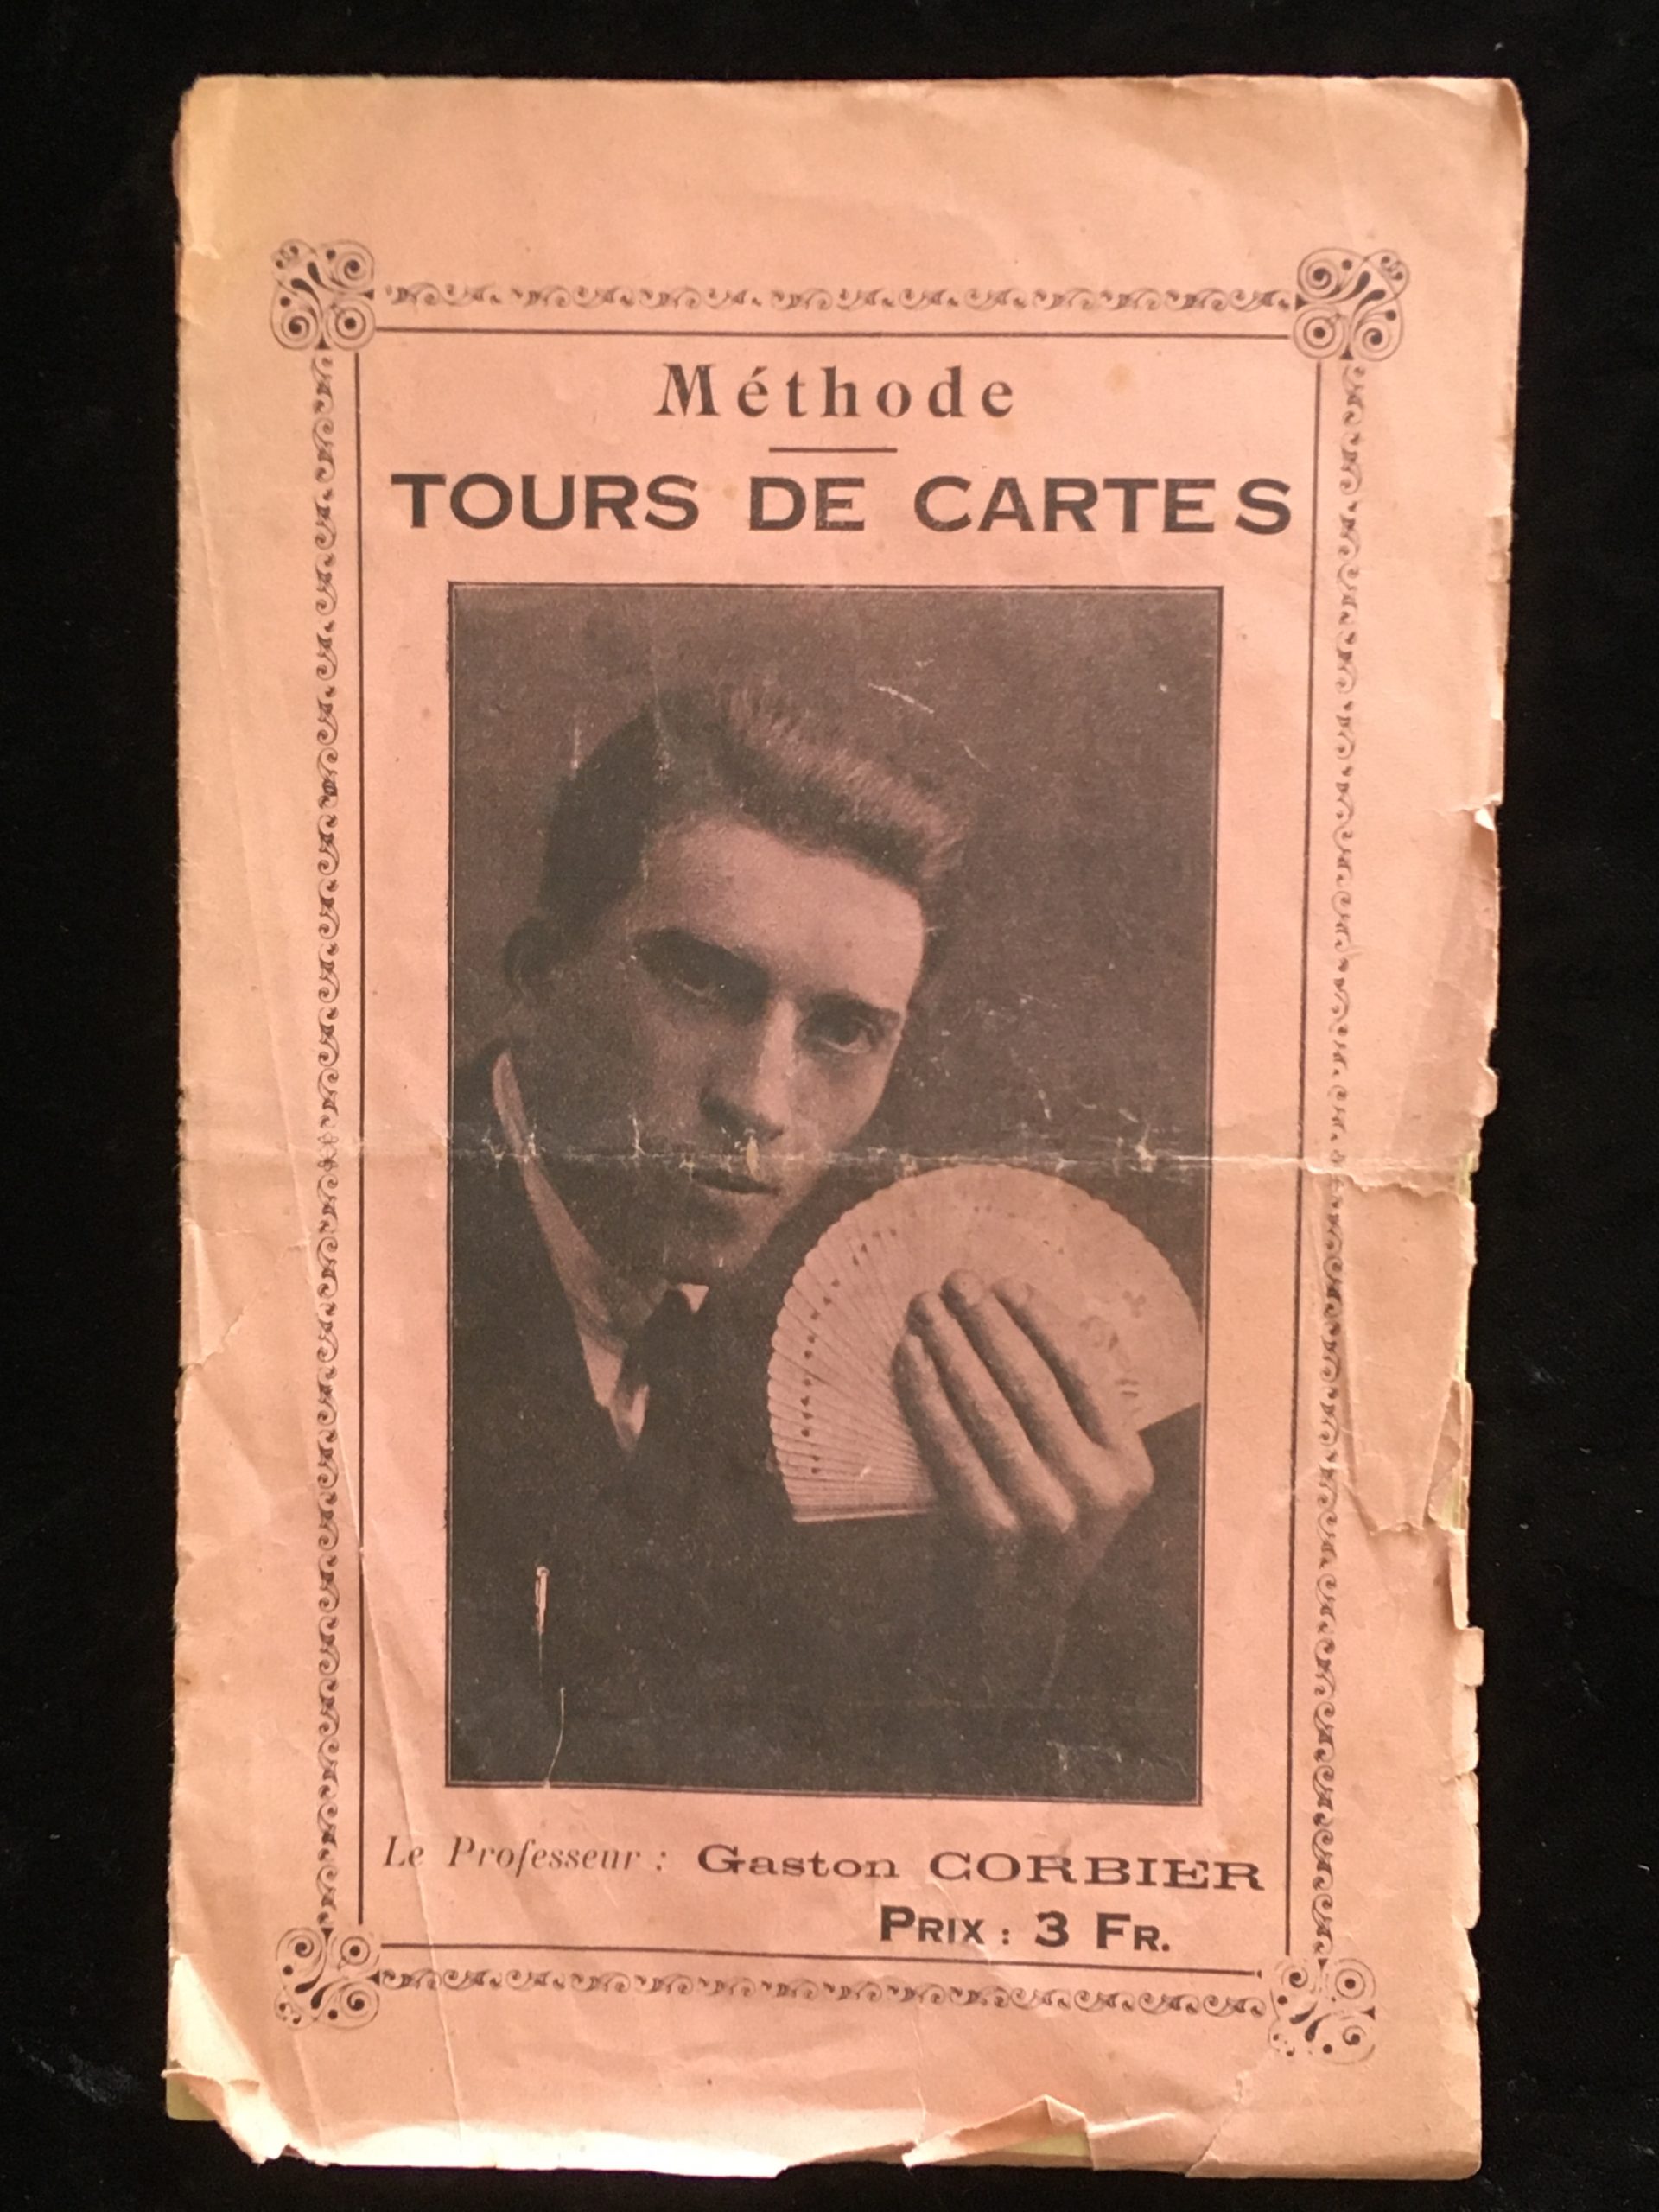 Méthode
TOURS DE CARTES
Le Professeur : Gaston CORBIER
PRIX : 3 FR.